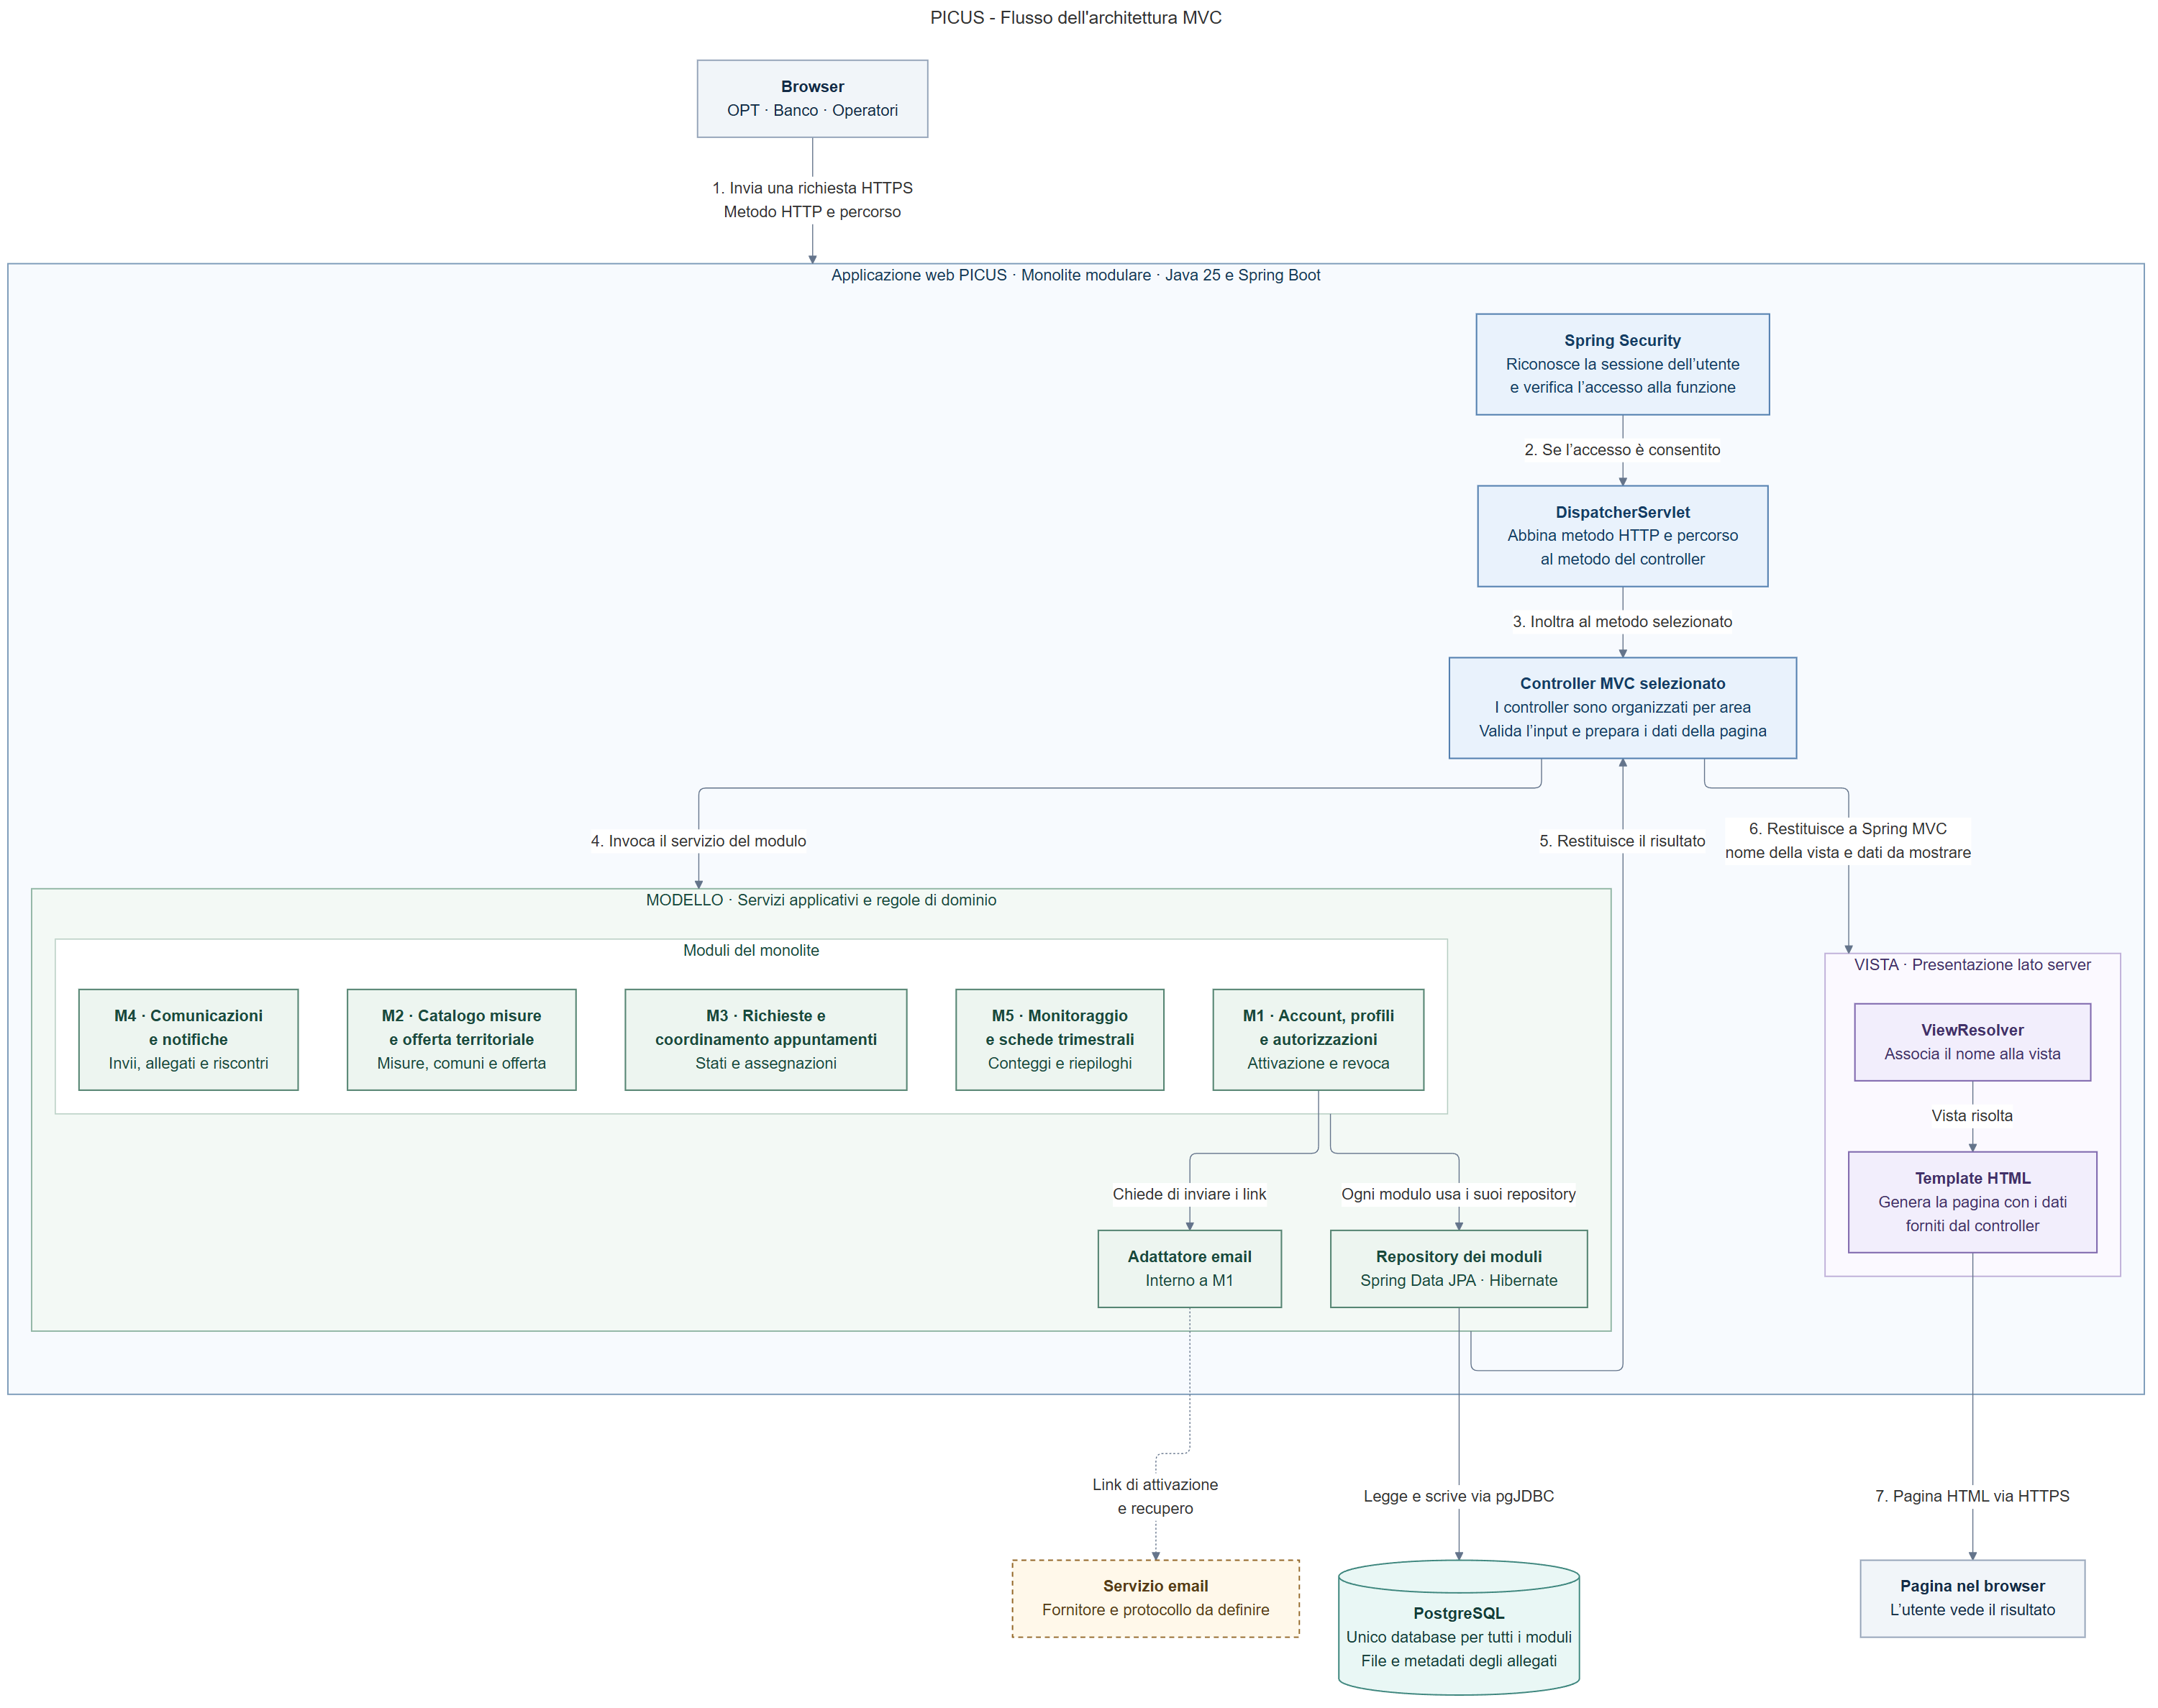 PICUS - Flusso dell'architettura MVC
Browser
OPT · Banco · Operatori
1. Invia una richiesta HTTPS
Metodo HTTP e percorso
Applicazione web PICUS · Monolite modulare · Java 25 e Spring Boot
Spring Security
Riconosce la sessione dell’utente
e verifica l’accesso alla funzione
2. Se l’accesso è consentito
DispatcherServlet
Abbina metodo HTTP e percorso
al metodo del controller
3. Inoltra al metodo selezionato
Controller MVC selezionato
I controller sono organizzati per area
Valida l’input e prepara i dati della pagina
4. Invoca il servizio del modulo
5. Restituisce il risultato
6. Restituisce a Spring MVC
nome della vista e dati da mostrare
MODELLO · Servizi applicativi e regole di dominio
Moduli del monolite
M4 · Comunicazioni
e notifiche
Invii, allegati e riscontri
M2 · Catalogo misure
e offerta territoriale
Misure, comuni e offerta
M3 · Richieste e
coordinamento appuntamenti
Stati e assegnazioni
M5 · Monitoraggio
e schede trimestrali
Conteggi e riepiloghi
M1 · Account, profili
e autorizzazioni
Attivazione e revoca
VISTA · Presentazione lato server
ViewResolver
Associa il nome alla vista
Vista risolta
Template HTML
Genera la pagina con i dati
forniti dal controller
Chiede di inviare i link
Ogni modulo usa i suoi repository
Adattatore email
Interno a M1
Repository dei moduli
Spring Data JPA · Hibernate
Link di attivazione
e recupero
Legge e scrive via pgJDBC
7. Pagina HTML via HTTPS
Servizio email
Fornitore e protocollo da definire
PostgreSQL
Unico database per tutti i moduli
File e metadati degli allegati
Pagina nel browser
L’utente vede il risultato